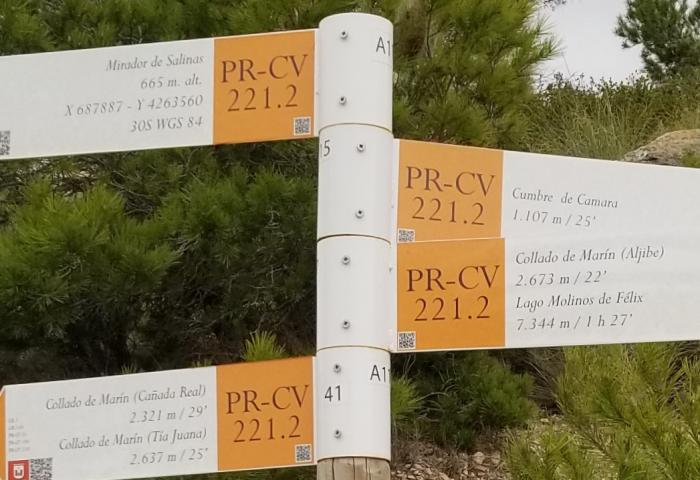 Mirador de Salinas
665 m. alt.
X 687887 - Y 4263560
30S WGS 84
PR-CV
221.2
A1
5
PR-CV
221.2
Cumbre de Camara
1.107 m / 25'
PR-CV
221.2
Collado de Marín (Aljibe)
2.673 m / 22'
Lago Molinos de Félix
7.344 m / 1 h 27'
Collado de Marín (Cañada Real)
2.321 m / 29'
Collado de Marín (Tia Juana)
2.637 m / 25'
PR-CV
221.2
41
A1